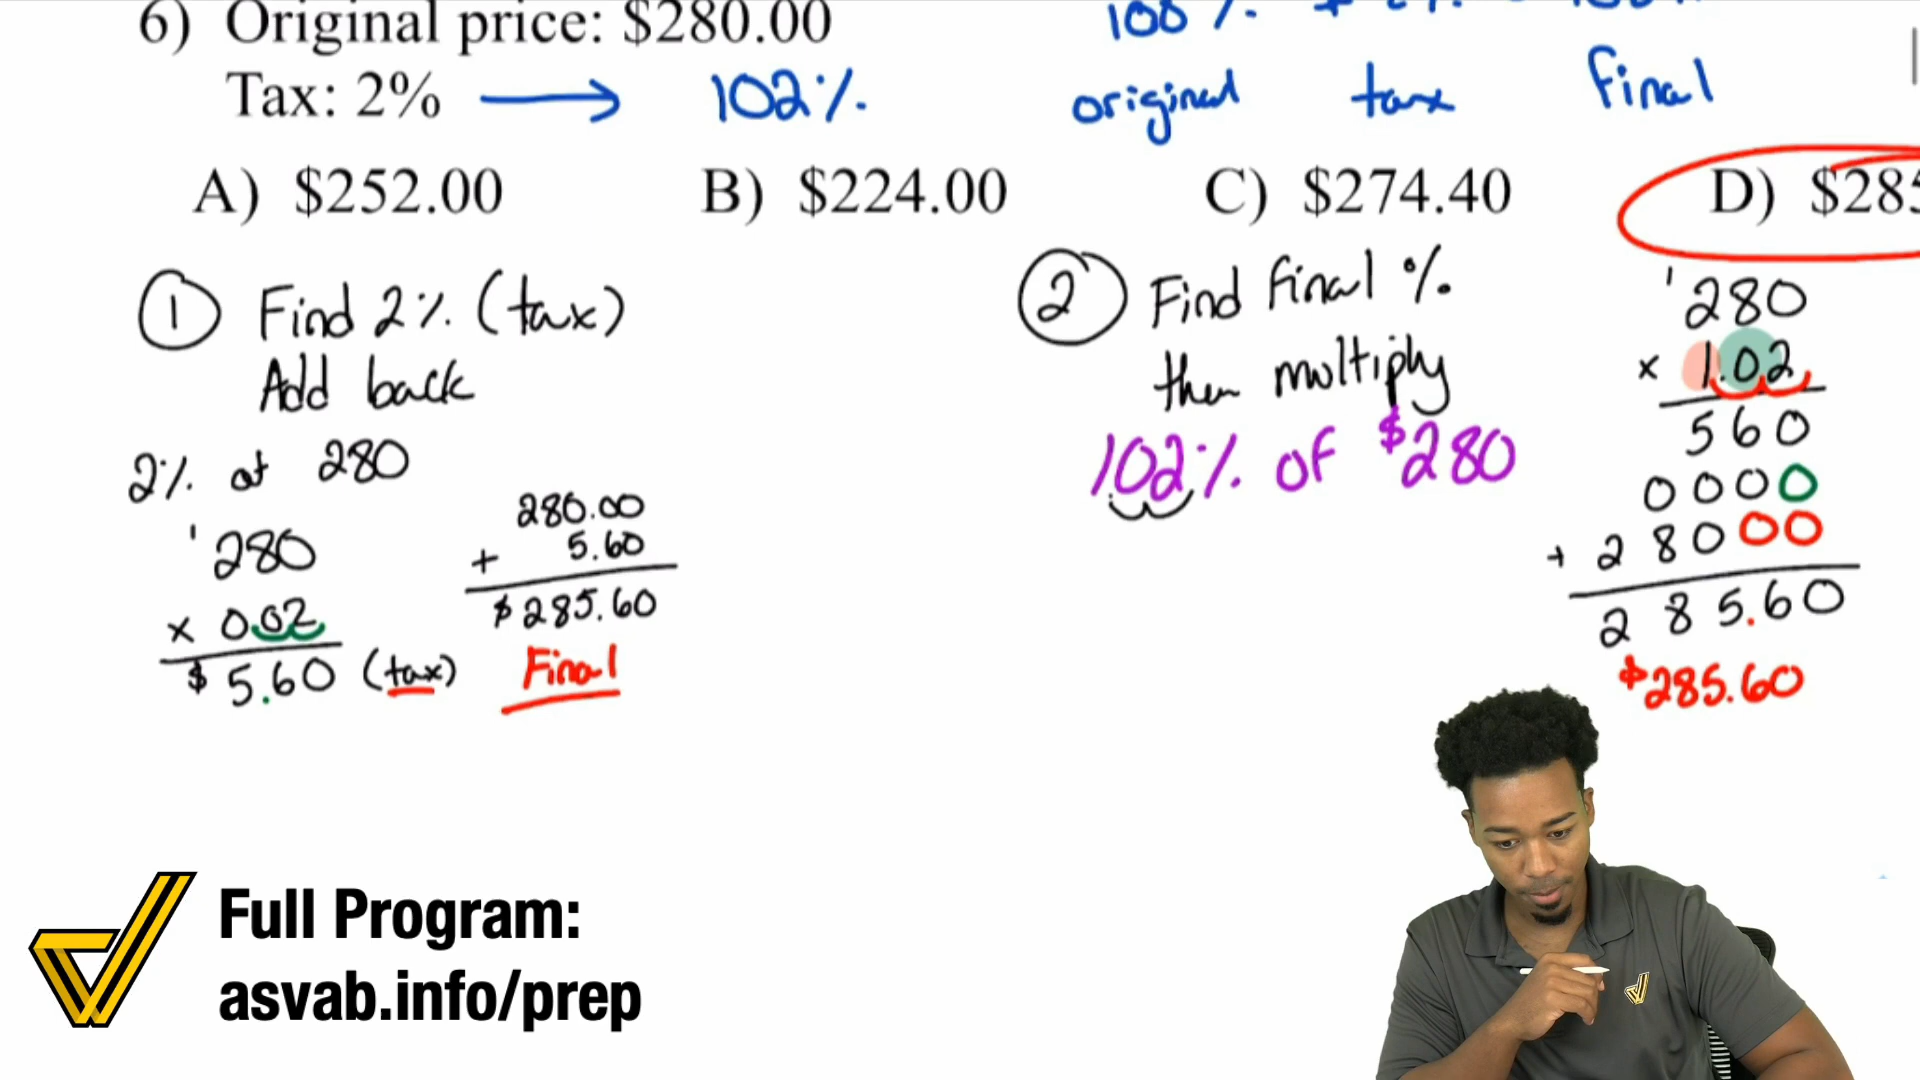 6) Original price: $280.00
100%
Tax: 2% → 102%
original tax Final
A) $252.00 B) $224.00 C) $274.40 D) $285
1 Find 2% (tax)
Add back
2% of 280
280
× 0.02
$5.60 (tax)
280.00
+ 5.60
$285.60
Final
2 Find Final %
then multiply
102% of $280
1
280
× 1.02
560
0000
+ 28000
285.60
$285.60
Full Program:
asvab.info/prep